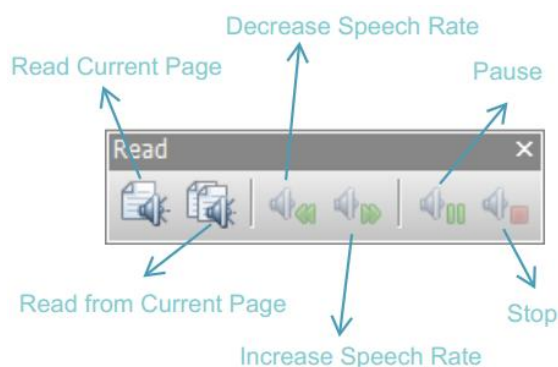 Decrease Speech Rate
Read Current Page
Pause
Read
Read from Current Page
Stop
Increase Speech Rate